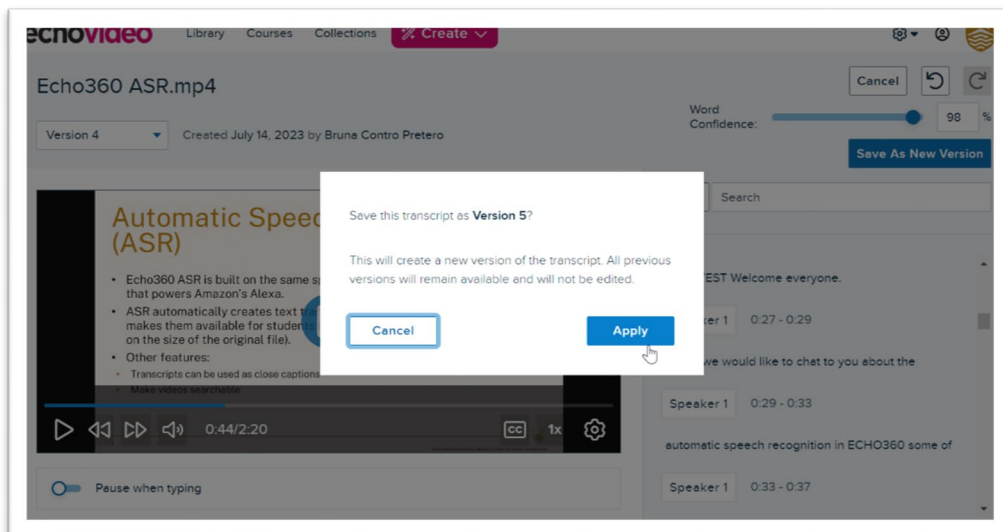 echovideo Library Courses Collections Create
Echo360 ASR.mp4
Cancel
Version 4 Created July 14, 2023 by Bruna Contro Pretero
Word
Confidence: 98 %
Save As New Version
Search
Automatic Speec
(ASR)
• Echo360 ASR is built on the same s
that powers Amazon's Alexa.
• ASR automatically creates text
makes them available for student
on the size of the original file).
• Other features:
• Transcripts can be used as close captions
• Make videos searchable
0:44/2:20 CC 1x
Pause when typing
Save this transcript as Version 5?
This will create a new version of the transcript. All previous
versions will remain available and will not be edited.
Cancel Apply
EST Welcome everyone.
er 1 0:27 - 0:29
we would like to chat to you about the
Speaker 1 0:29 - 0:33
automatic speech recognition in ECHO360 some of
Speaker 1 0:33 - 0:37